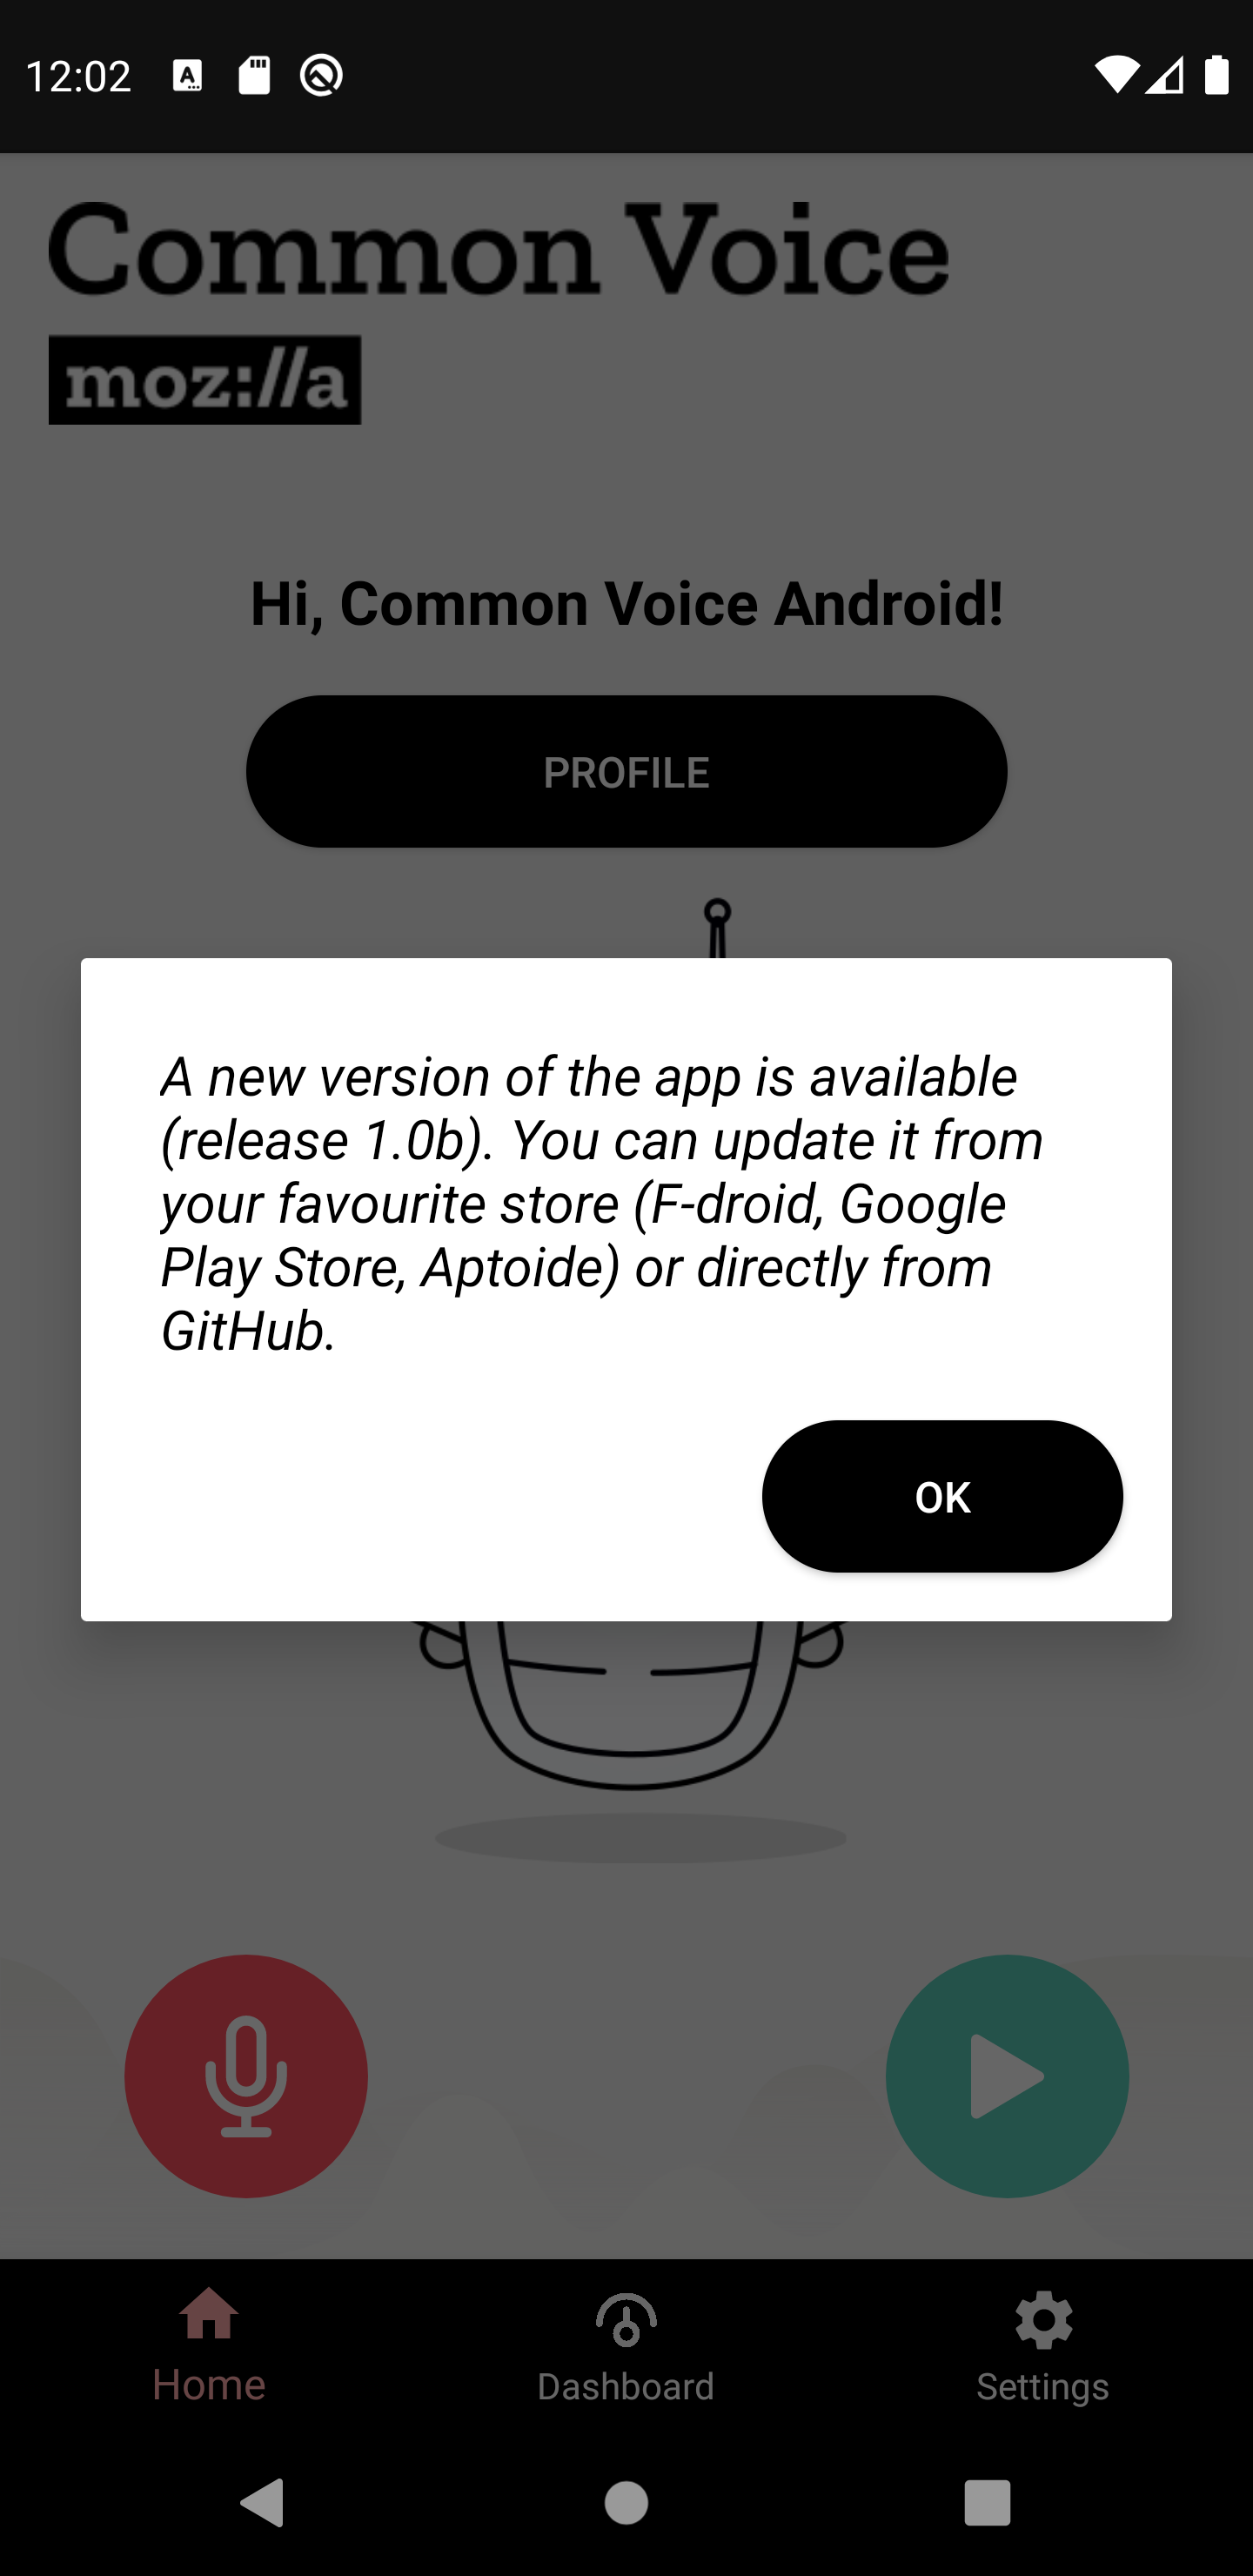 12:02
Common Voice
moz://a
Hi, Common Voice Android!
PROFILE
A new version of the app is available
(release 1.0b). You can update it from
your favourite store (F-droid, Google
Play Store, Aptoide) or directly from
GitHub.
OK
Home
Dashboard
Settings